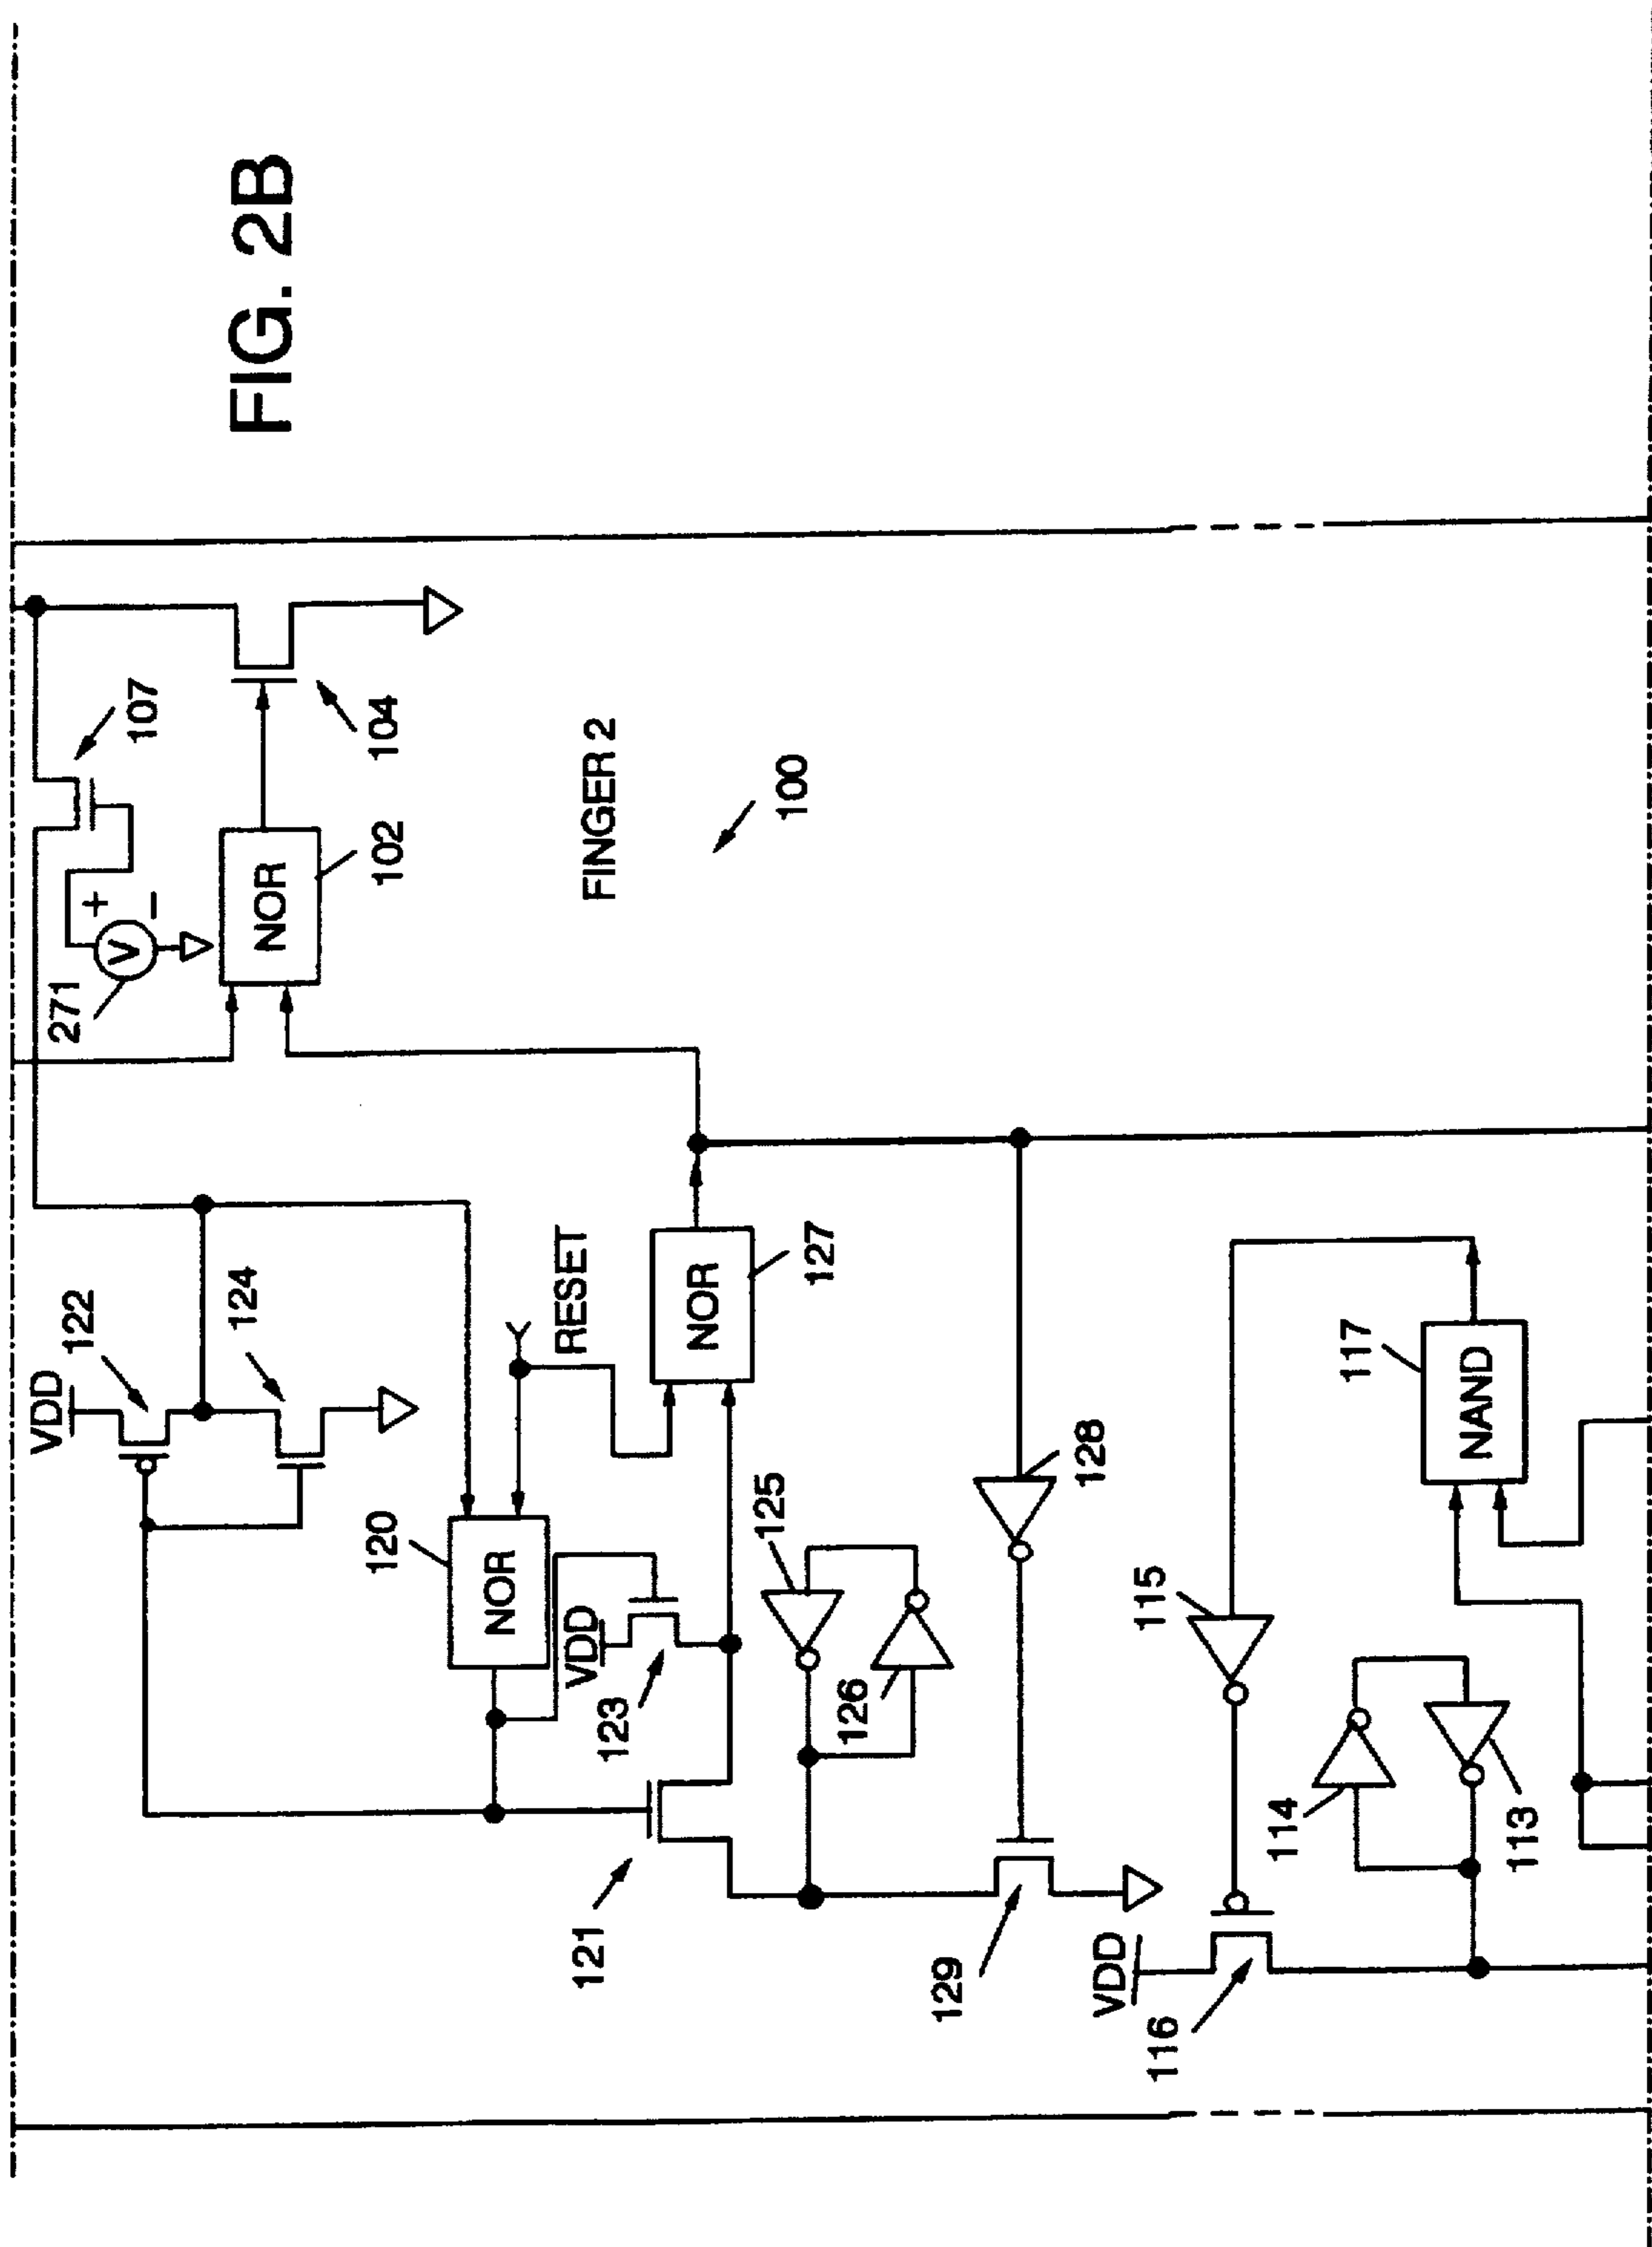 FIG. 2B
107
104
271
V
+
−
NOR
102
FINGER 2
100
VDD
122
124
RESET
NOR
127
120
NOR
VDD
123
125
126
121
128
129
117
NAND
115
114
113
VDD
116